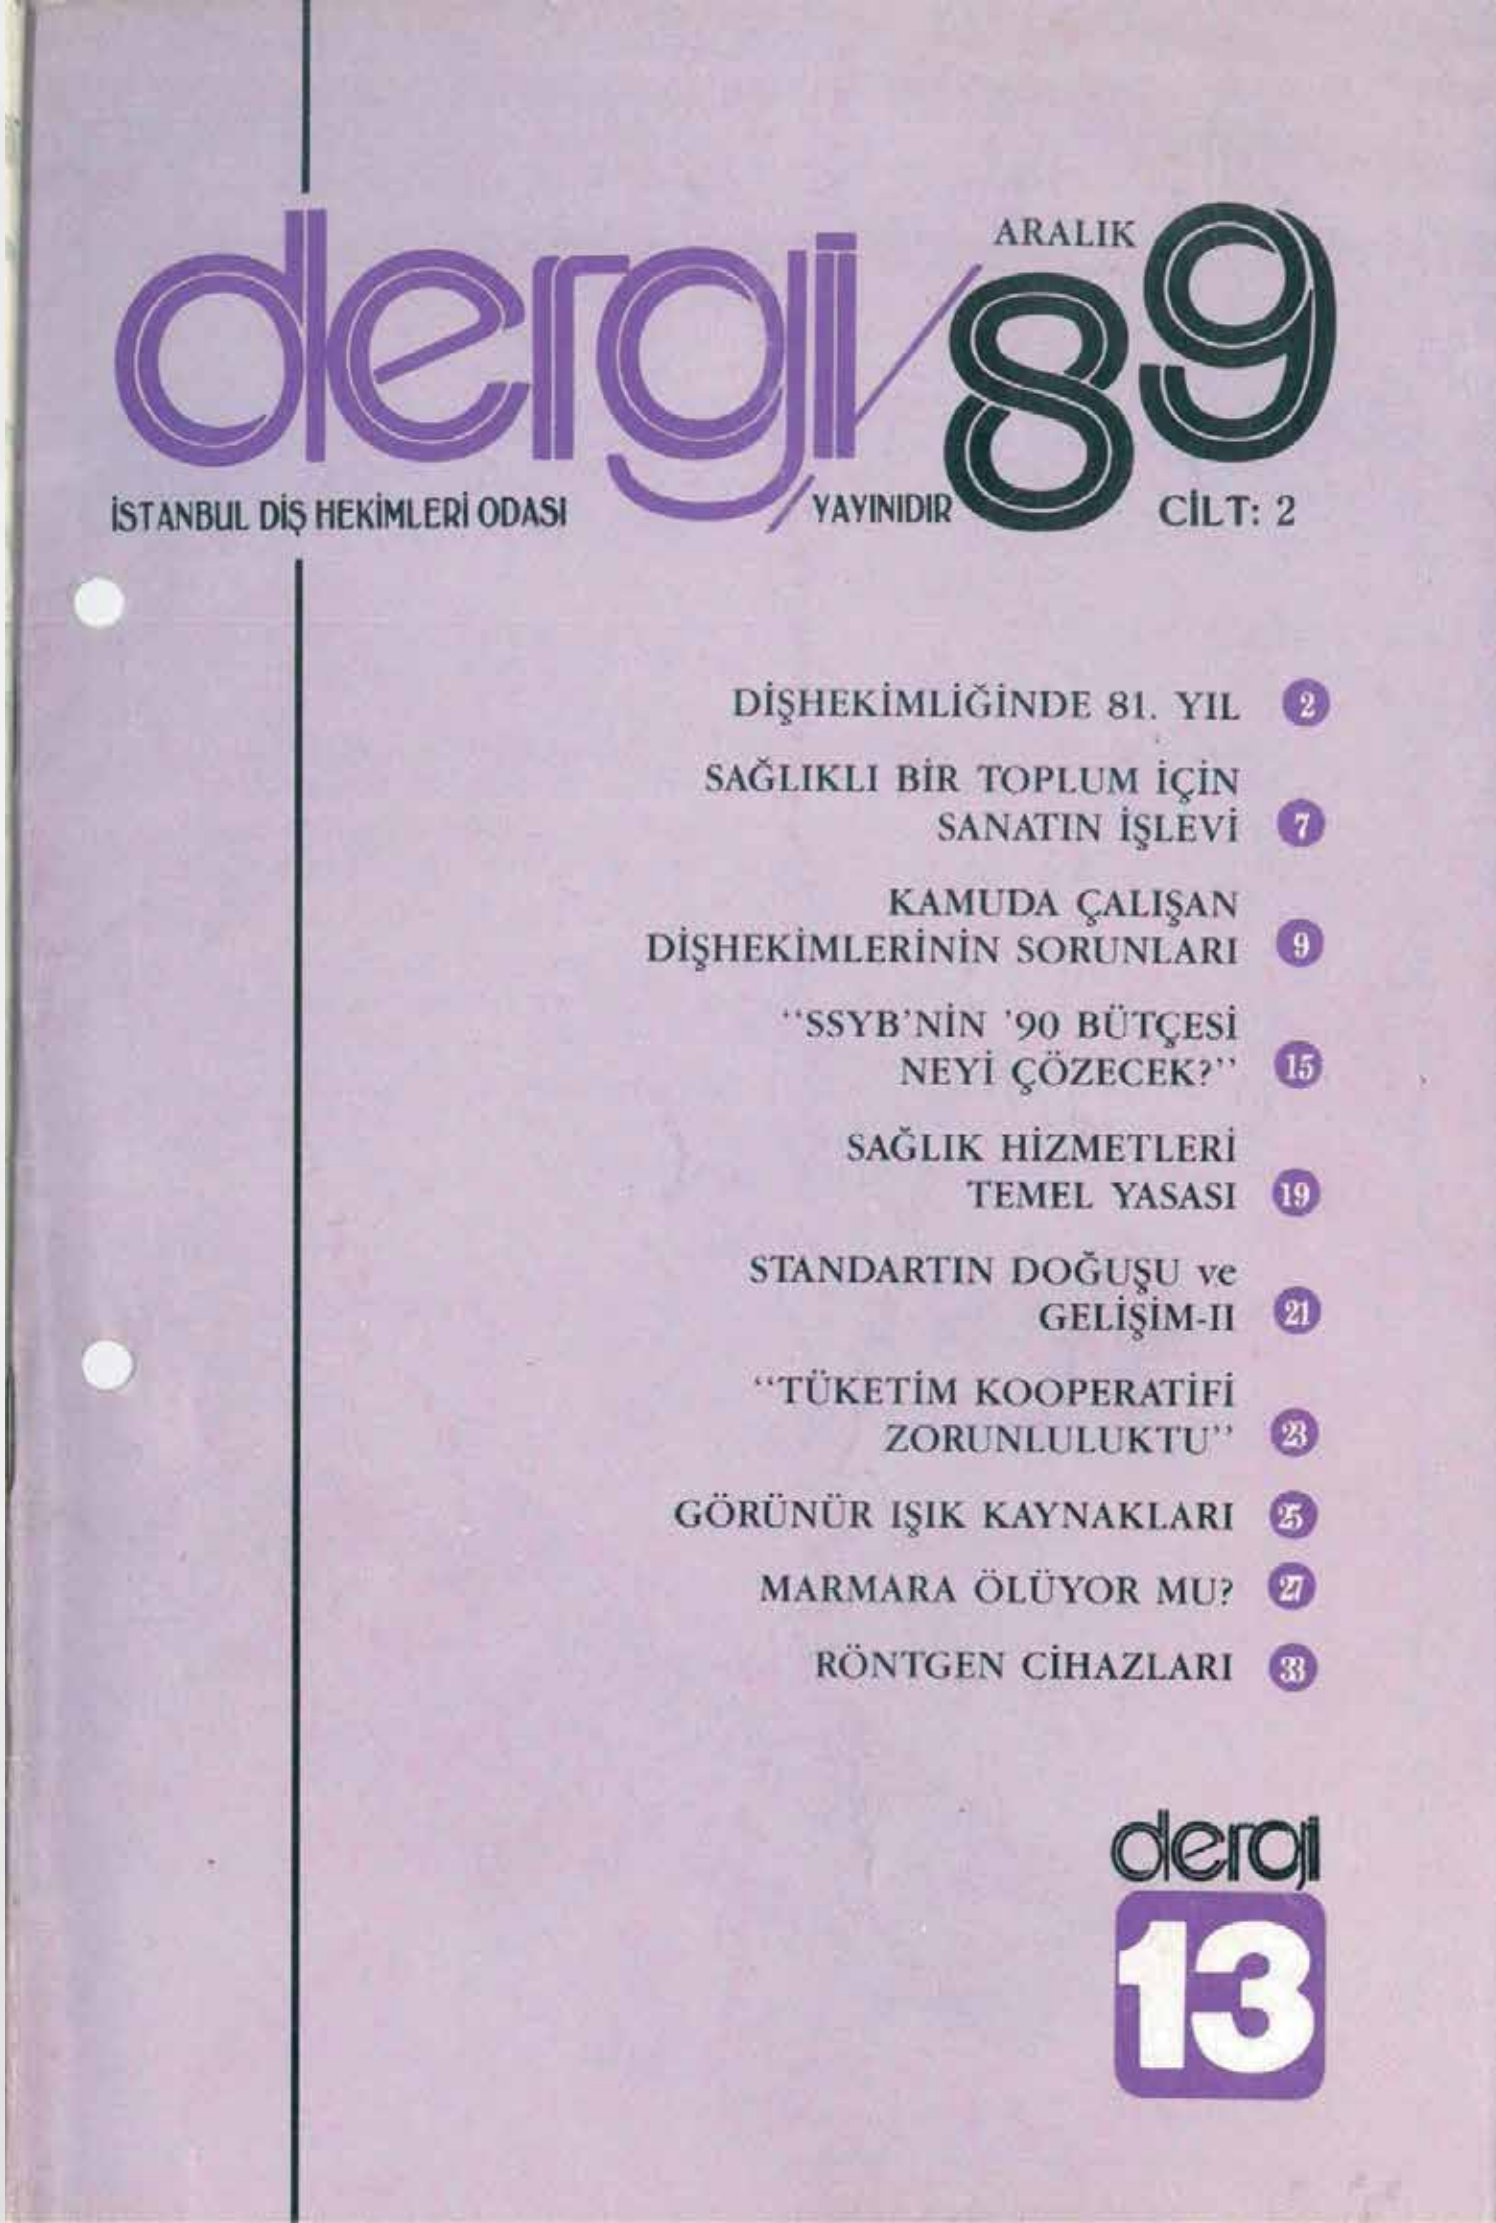 dergi/89
ARALIK
İSTANBUL DİŞ HEKİMLERİ ODASI YAYINIDIR
CİLT: 2
DİŞHEKİMLİĞİNDE 81. YIL 2
SAĞLIKLI BİR TOPLUM İÇİN
SANATIN İŞLEVİ 7
KAMUDA ÇALIŞAN
DİŞHEKİMLERİNİN SORUNLARI 9
‘‘SSYB’NİN ’90 BÜTÇESİ
NEYİ ÇÖZECEK?’’ 15
SAĞLIK HİZMETLERİ
TEMEL YASASI 19
STANDARTIN DOĞUŞU ve
GELİŞİM-II 21
‘‘TÜKETİM KOOPERATİFİ
ZORUNLULUKTU’’ 23
GÖRÜNÜR IŞIK KAYNAKLARI 25
MARMARA ÖLÜYOR MU? 27
RÖNTGEN CİHAZLARI 33
dergi
13